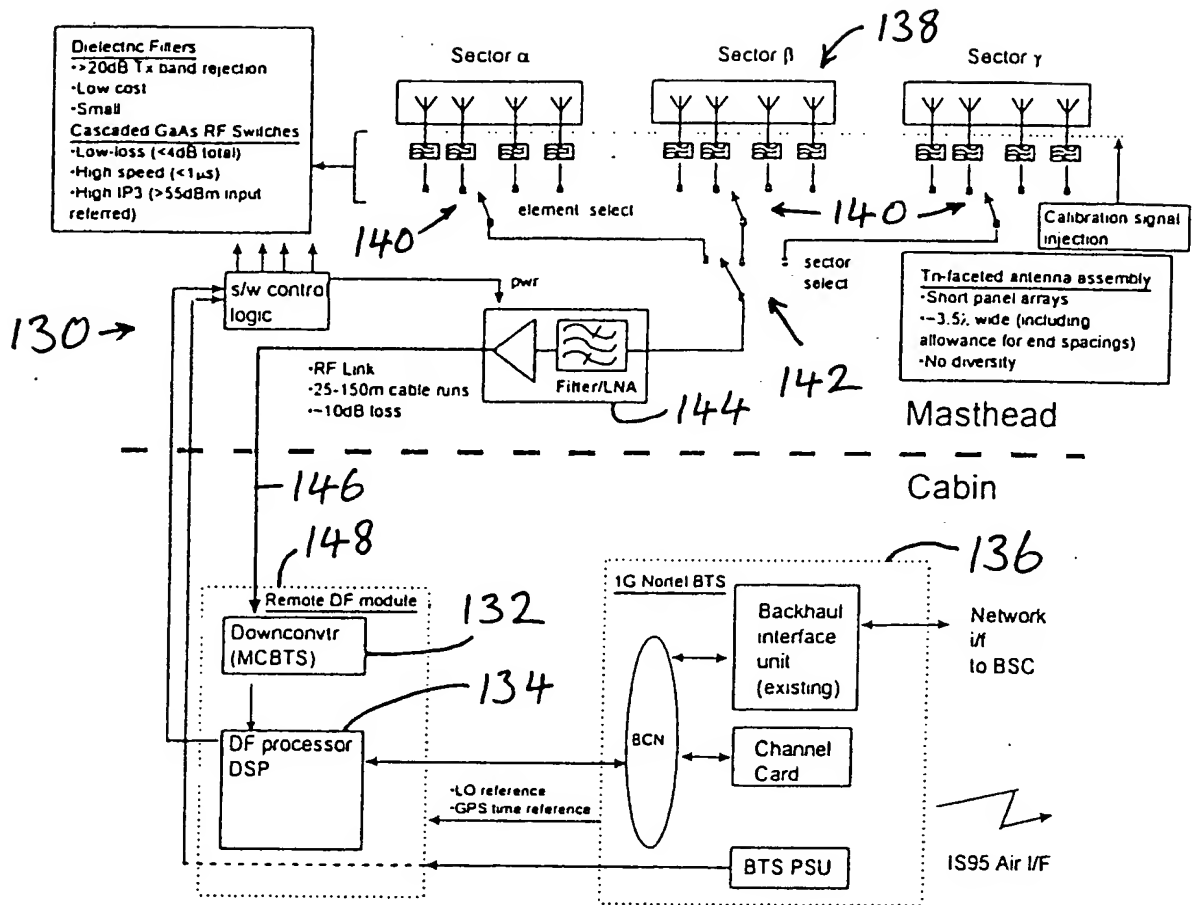 Dielectric Filters
•>20dB Tx band rejection
•Low cost
•Small
Cascaded GaAs RF Switches
•Low-loss (<4dB total)
•High speed (<1μs)
•High IP3 (>55dBm input
referred)
Sector α
Sector β
138
Sector γ
140
element select
140
Calibration signal
injection
sector
select
142
Tri-faceted antenna assembly
•Short panel arrays
•~3.5λ wide (including
allowance for end spacings)
•No diversity
s/w control
logic
pwr
130
•RF Link
•25-150m cable runs
•~10dB loss
Filter/LNA
144
Masthead
Cabin
146
148
Remote DF module
Downconvtr
(MCBTS)
132
134
DF processor
DSP
•LO reference
•GPS time reference
136
1G Nortel BTS
Backhaul
interface
unit
(existing)
Network
i/f
to BSC
BCN
Channel
Card
BTS PSU
IS95 Air I/F